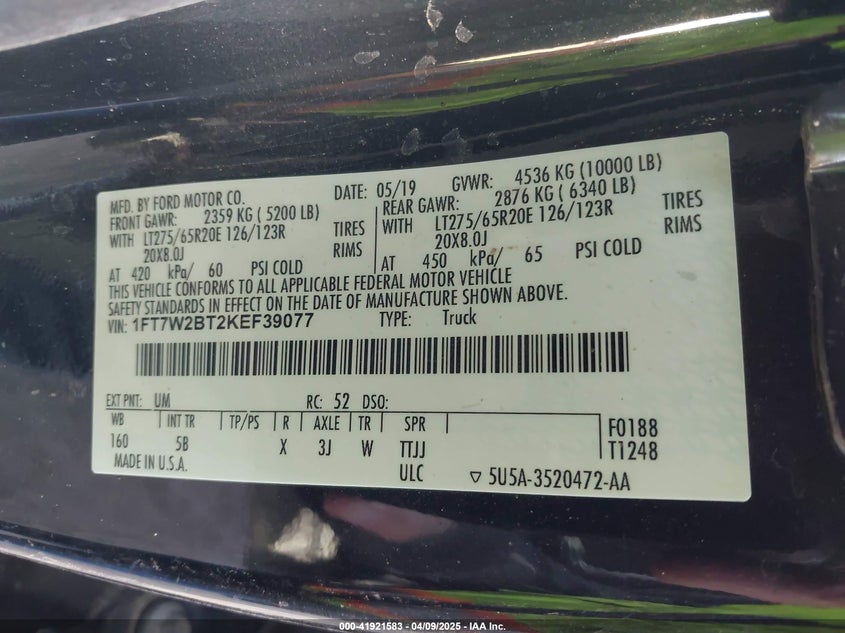 MFD. BY FORD MOTOR CO. DATE: 05/19 GVWR: 4536 KG (10000 LB)
FRONT GAWR: 2359 KG ( 5200 LB) REAR GAWR: 2876 KG ( 6340 LB)
WITH LT275/65R20E 126/123R TIRES WITH LT275/65R20E 126/123R TIRES
20X8.0J RIMS 20X8.0J RIMS
AT 420 kPa/ 60 PSI COLD AT 450 kPa/ 65 PSI COLD
THIS VEHICLE CONFORMS TO ALL APPLICABLE FEDERAL MOTOR VEHICLE
SAFETY STANDARDS IN EFFECT ON THE DATE OF MANUFACTURE SHOWN ABOVE.
VIN: 1FT7W2BT2KEF39077 TYPE: Truck
EXT PNT: UM RC: 52 DSO:
WB INT TR TP/PS R AXLE TR SPR F0188
160 5B X 3J W TTJJ T1248
MADE IN U.S.A. ULC ▽ 5U5A-3520472-AA
000-41921583 - 04/09/2025 - IAA Inc.